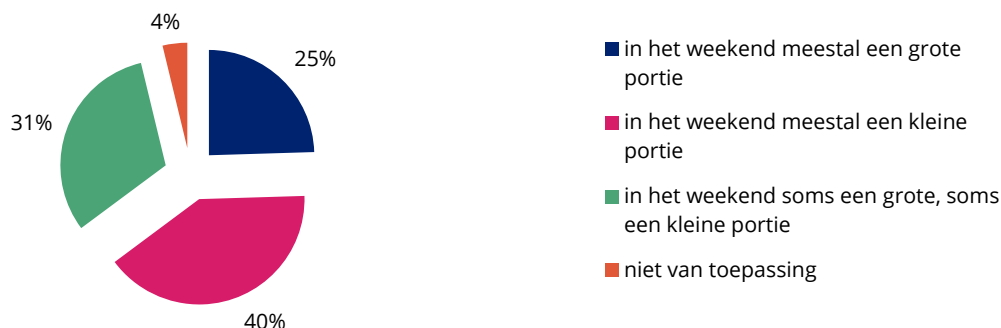 4%
25%
31%
40%
in het weekend meestal een grote
portie
in het weekend meestal een kleine
portie
in het weekend soms een grote, soms
een kleine portie
niet van toepassing